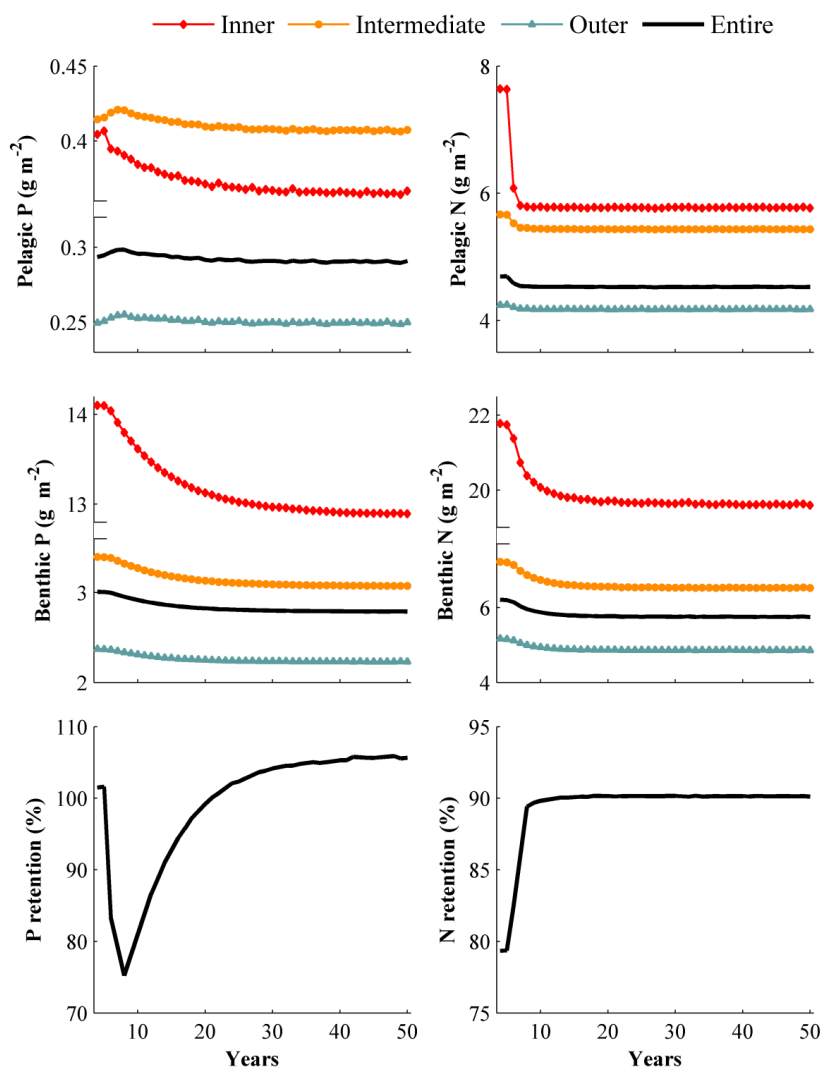 Inner Intermediate Outer Entire
Pelagic P (g m-2)
0.45
0.4
0.3
0.25
Pelagic N (g m-2)
8
6
4
Benthic P (g m-2)
14
13
3
2
Benthic N (g m-2)
22
20
6
4
P retention (%)
110
100
90
80
70
10 20 30 40 50
Years
N retention (%)
95
90
85
80
75
10 20 30 40 50
Years